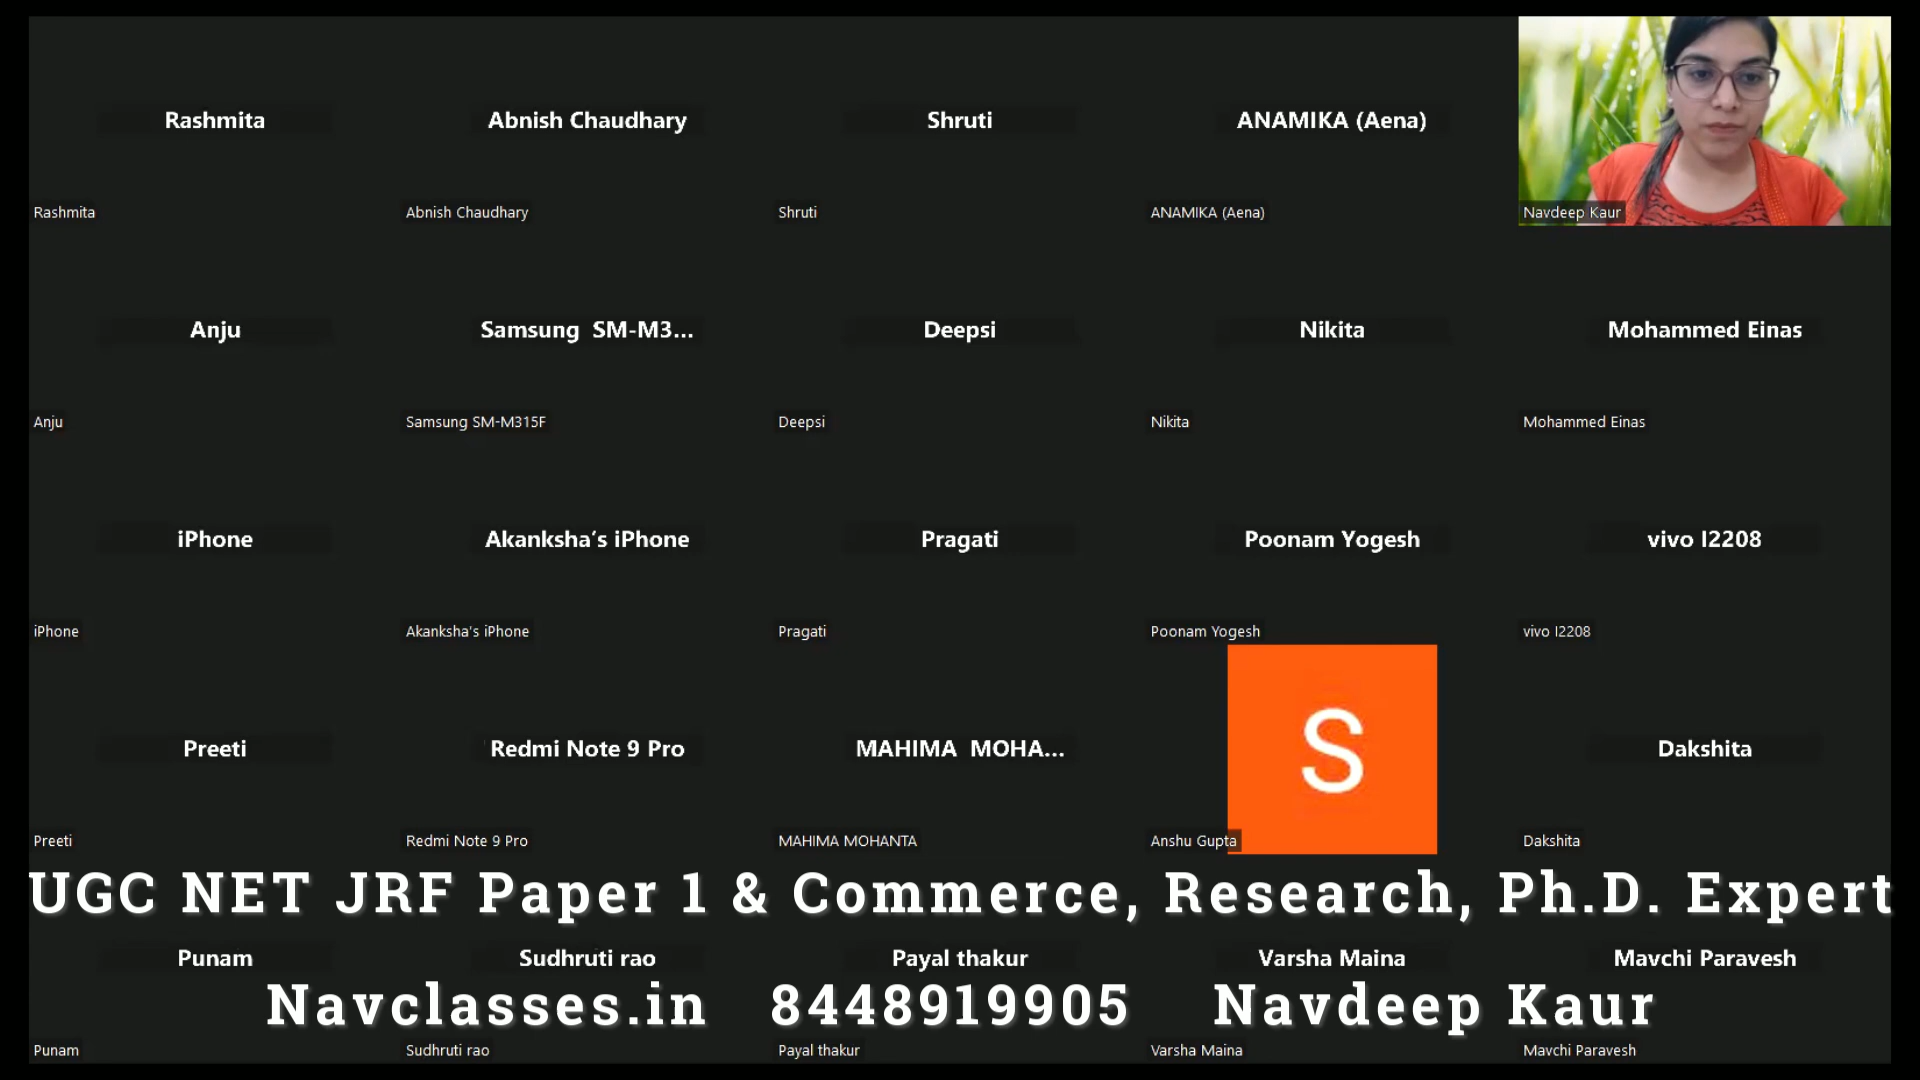 Rashmita
Abnish Chaudhary
Shruti
ANAMIKA (Aena)
Rashmita
Abnish Chaudhary
Shruti
ANAMIKA (Aena)
Navdeep Kaur
Anju
Samsung SM-M3...
Deepsi
Nikita
Mohammed Einas
Anju
Samsung SM-M315F
Deepsi
Nikita
Mohammed Einas
iPhone
Akanksha's iPhone
Pragati
Poonam Yogesh
vivo I2208
iPhone
Akanksha's iPhone
Pragati
Poonam Yogesh
vivo I2208
Preeti
Redmi Note 9 Pro
MAHIMA MOHA...
S
Dakshita
Preeti
Redmi Note 9 Pro
MAHIMA MOHANTA
Anshu Gupta
Dakshita
UGC NET JRF Paper 1 & Commerce, Research, Ph.D. Expert
Punam
Sudhruti rao
Payal thakur
Varsha Maina
Mavchi Paravesh
Navclasses.in 8448919905 Navdeep Kaur
Punam
Sudhruti rao
Payal thakur
Varsha Maina
Mavchi Paravesh